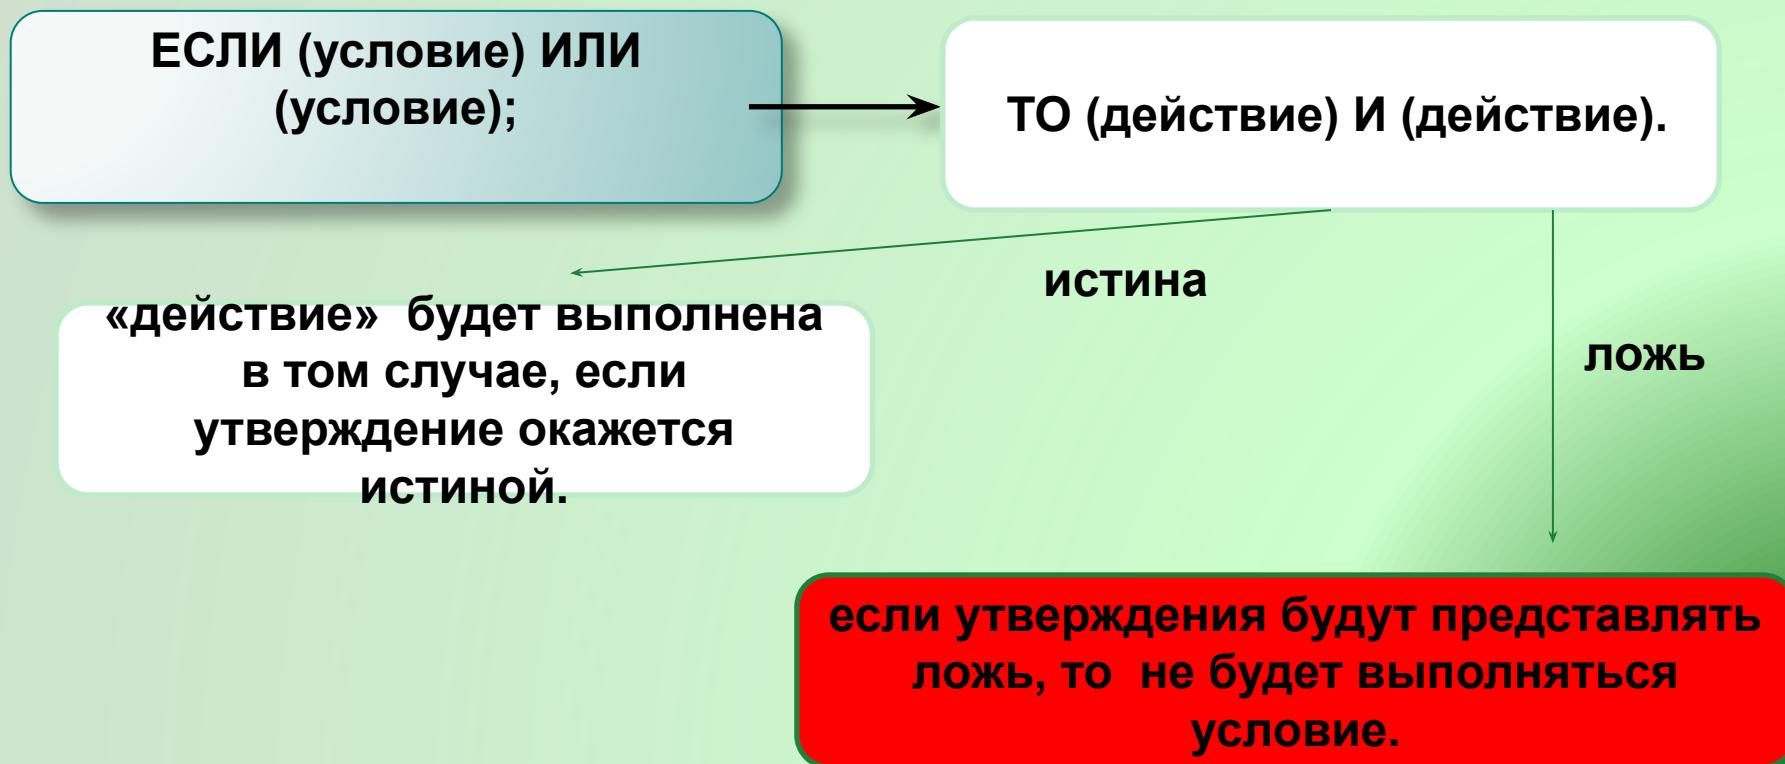 ЕСЛИ (условие) ИЛИ
(условие);
ТО (действие) И (действие).
истина
«действие»  будет выполнена
в том случае, если
утверждение окажется
истиной.
ложь
если утверждения будут представлять
ложь, то  не будет выполняться
условие.